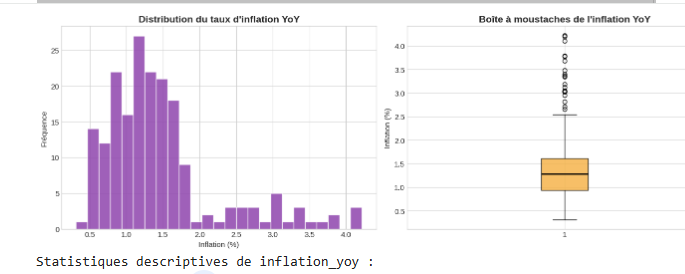 Distribution du taux d'inflation YoY
25
20
15
10
5
0
Fréquence
0.5 1.0 1.5 2.0 2.5 3.0 3.5 4.0
Inflation (%)
Boîte à moustaches de l'inflation YoY
4.0
3.5
3.0
2.5
2.0
1.5
1.0
0.5
Inflation (%)
1
Statistiques descriptives de inflation_yoy :